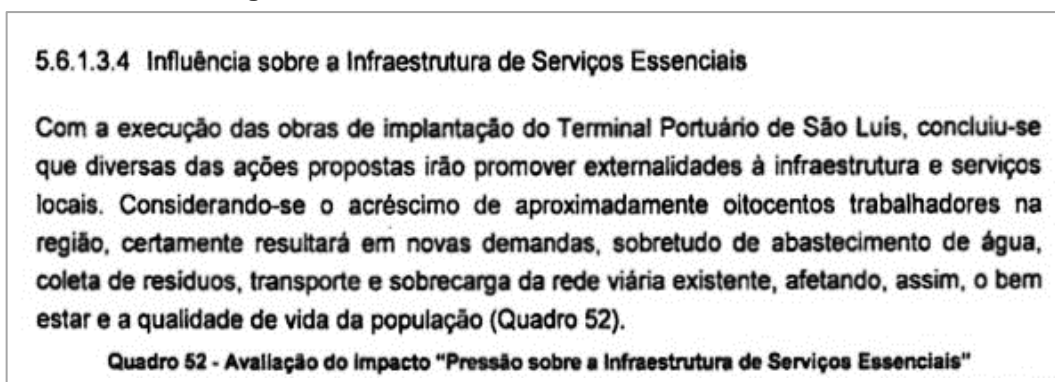 5.6.1.3.4 Influência sobre a Infraestrutura de Serviços Essenciais
Com a execução das obras de implantação do Terminal Portuário de São Luís, concluiu-se
que diversas das ações propostas irão promover externalidades à infraestrutura e serviços
locais. Considerando-se o acréscimo de aproximadamente oitocentos trabalhadores na
região, certamente resultará em novas demandas, sobretudo de abastecimento de água,
coleta de resíduos, transporte e sobrecarga da rede viária existente, afetando, assim, o bem
estar e a qualidade de vida da população (Quadro 52).
Quadro 52 - Avaliação do Impacto "Pressão sobre a Infraestrutura de Serviços Essenciais"